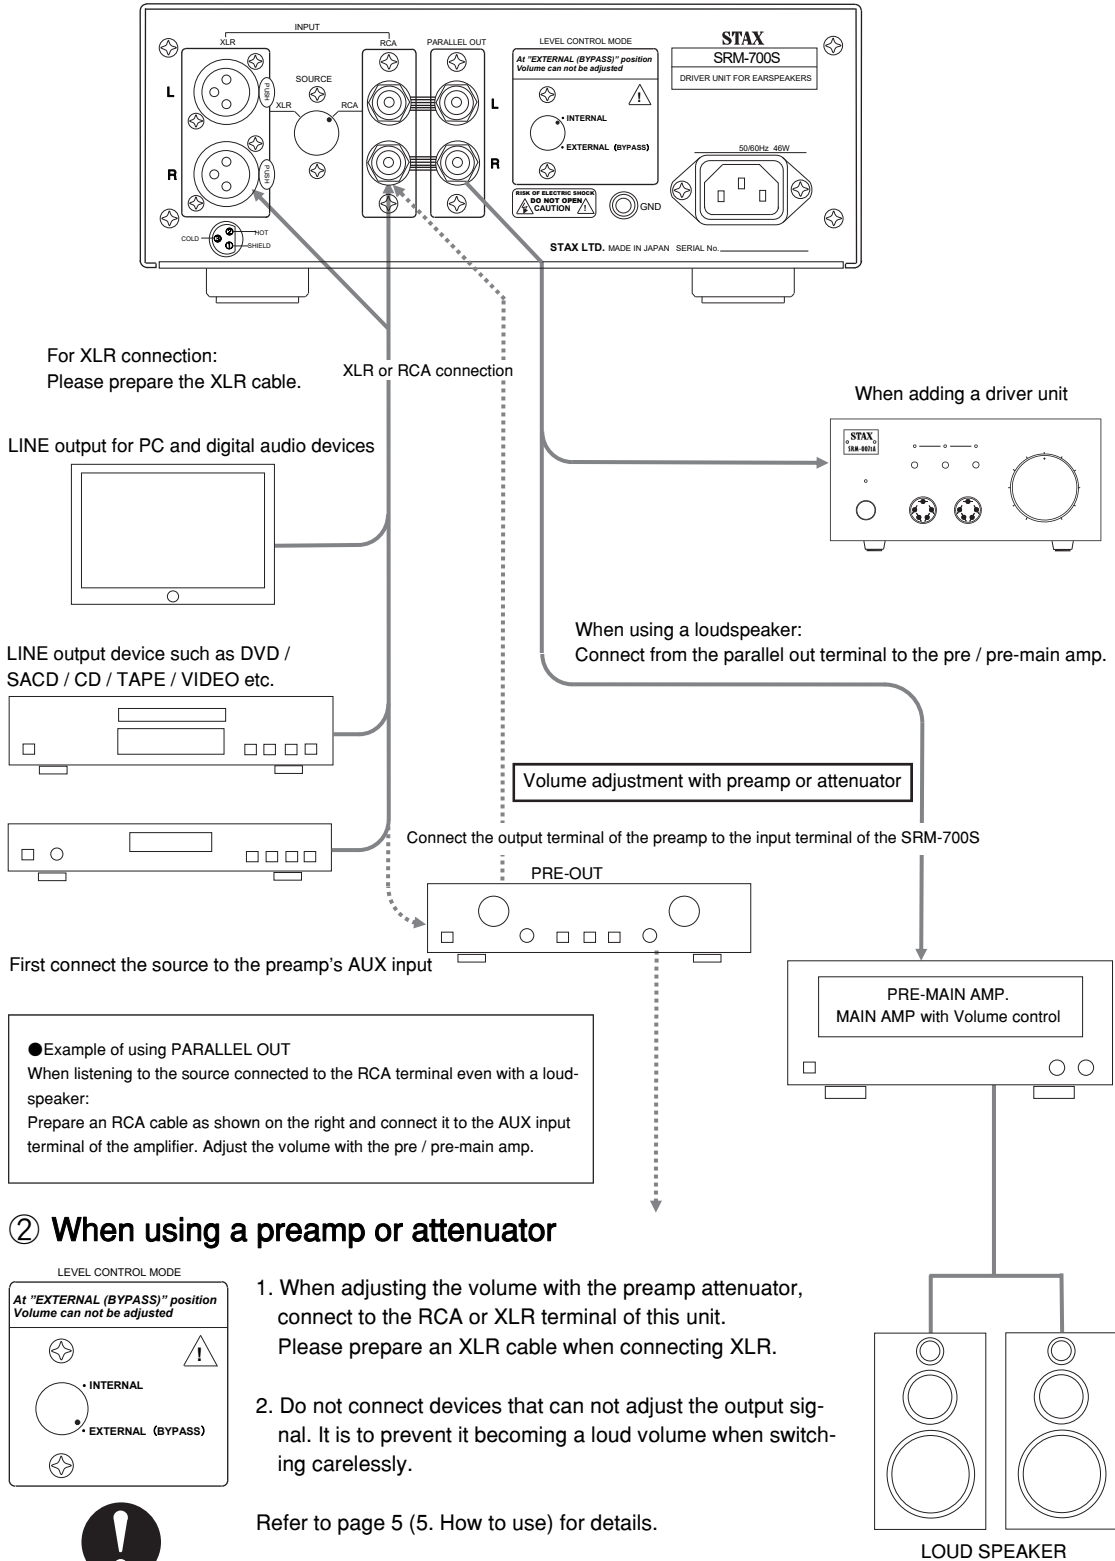 INPUT
XLR
RCA
PARALLEL OUT
LEVEL CONTROL MODE
At "EXTERNAL (BYPASS)" position
Volume can not be adjusted
STAX
SRM-700S
DRIVER UNIT FOR EARSPEAKERS
SOURCE
XLR
RCA
L
PUSH
L
!
• INTERNAL
• EXTERNAL (BYPASS)
R
PUSH
R
50/60Hz 46W
RISK OF ELECTRIC SHOCK
DO NOT OPEN
CAUTION !
GND
COLD
HOT
SHIELD
2
3
1
STAX LTD. MADE IN JAPAN SERIAL No.
For XLR connection:
Please prepare the XLR cable.
XLR or RCA connection
When adding a driver unit
LINE output for PC and digital audio devices
STAX
SRM-007tA
When using a loudspeaker:
Connect from the parallel out terminal to the pre / pre-main amp.
LINE output device such as DVD /
SACD / CD / TAPE / VIDEO etc.
Volume adjustment with preamp or attenuator
Connect the output terminal of the preamp to the input terminal of the SRM-700S
PRE-OUT
First connect the source to the preamp’s AUX input
PRE-MAIN AMP.
MAIN AMP with Volume control
●Example of using PARALLEL OUT
When listening to the source connected to the RCA terminal even with a loud-
speaker:
Prepare an RCA cable as shown on the right and connect it to the AUX input
terminal of the amplifier. Adjust the volume with the pre / pre-main amp.
② When using a preamp or attenuator
LEVEL CONTROL MODE
At ”EXTERNAL (BYPASS)” position
Volume can not be adjusted
!
• INTERNAL
• EXTERNAL (BYPASS)
1. When adjusting the volume with the preamp attenuator,
connect to the RCA or XLR terminal of this unit.
Please prepare an XLR cable when connecting XLR.
2. Do not connect devices that can not adjust the output sig-
nal. It is to prevent it becoming a loud volume when switch-
ing carelessly.
Refer to page 5 (5. How to use) for details.
LOUD SPEAKER